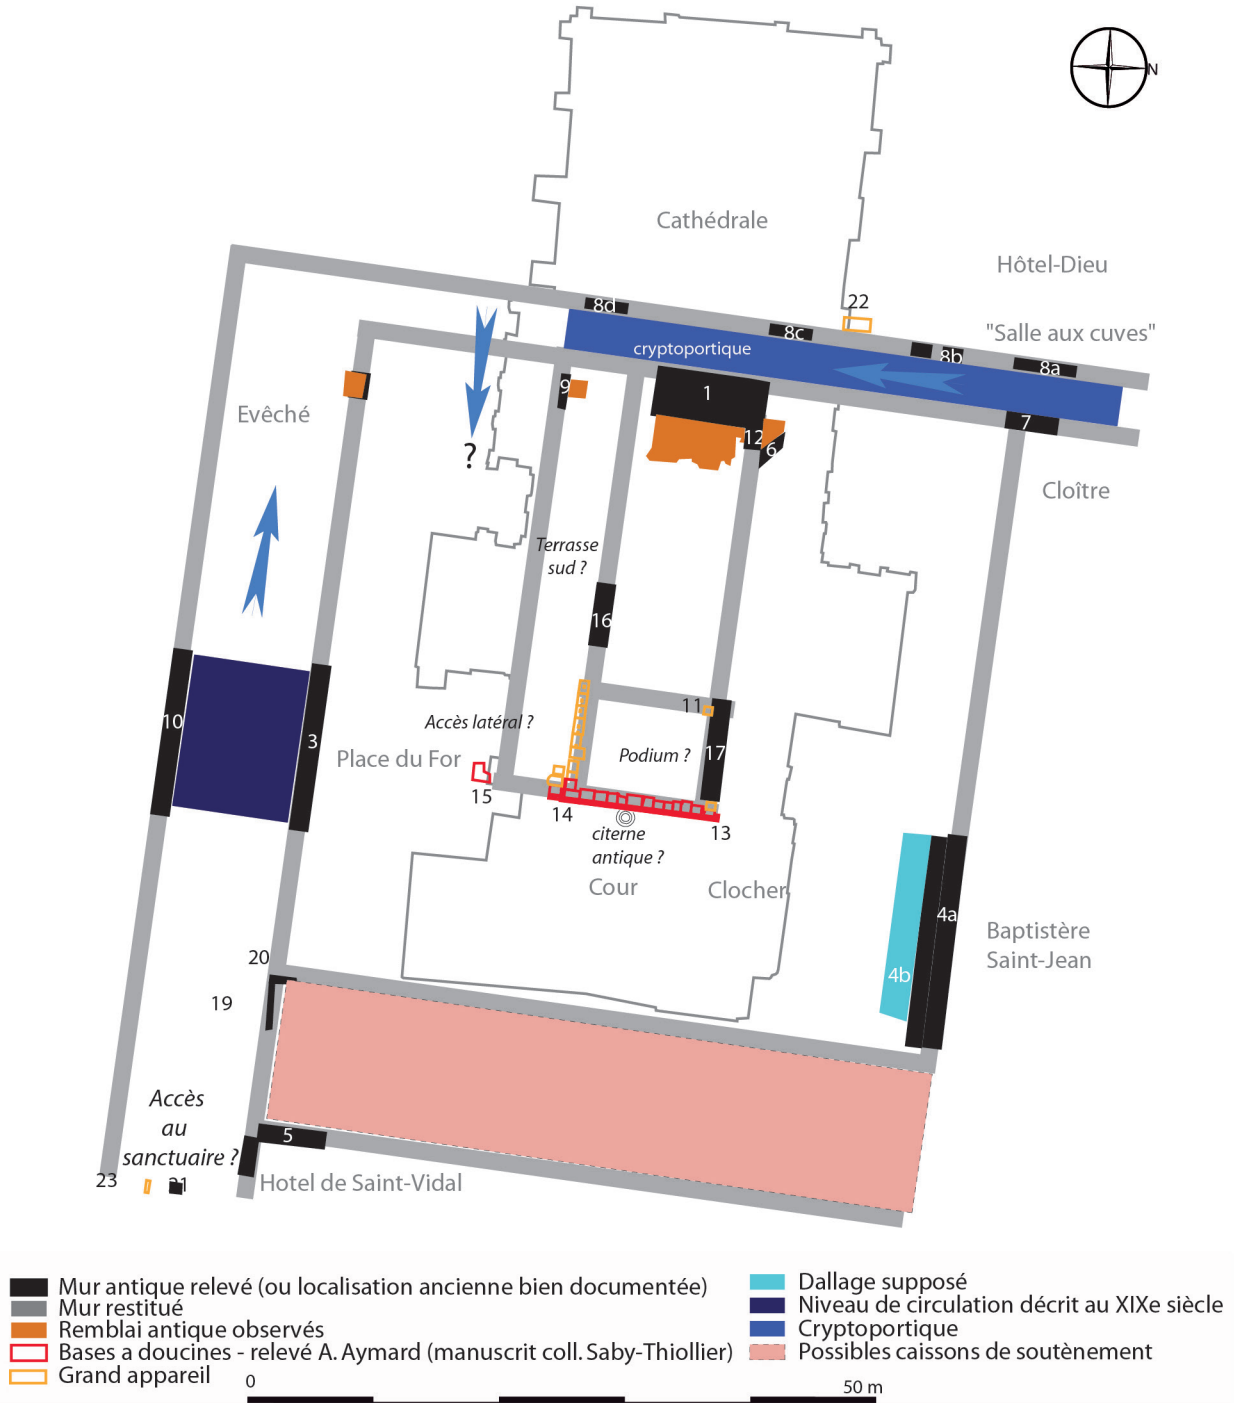 N
Cathédrale
Hôtel-Dieu
22
"Salle aux cuves"
8d
8c
8b
8a
cryptoportique
1
9
7
12
6
Evêché
?
Cloître
Terrasse
sud ?
16
10
3
11
17
Accès latéral ?
Place du For
Podium ?
15
14
13
citerne
antique ?
Cour
Clocher
4a
4b
Baptistère
Saint-Jean
20
19
Accès
au
sanctuaire ?
5
23
21
Hotel de Saint-Vidal
Mur antique relevé (ou localisation ancienne bien documentée)
Mur restitué
Remblai antique observés
Bases a doucines - relevé A. Aymard (manuscrit coll. Saby-Thiollier)
Grand appareil
Dallage supposé
Niveau de circulation décrit au XIXe siècle
Cryptoportique
Possibles caissons de soutènement
0
50 m